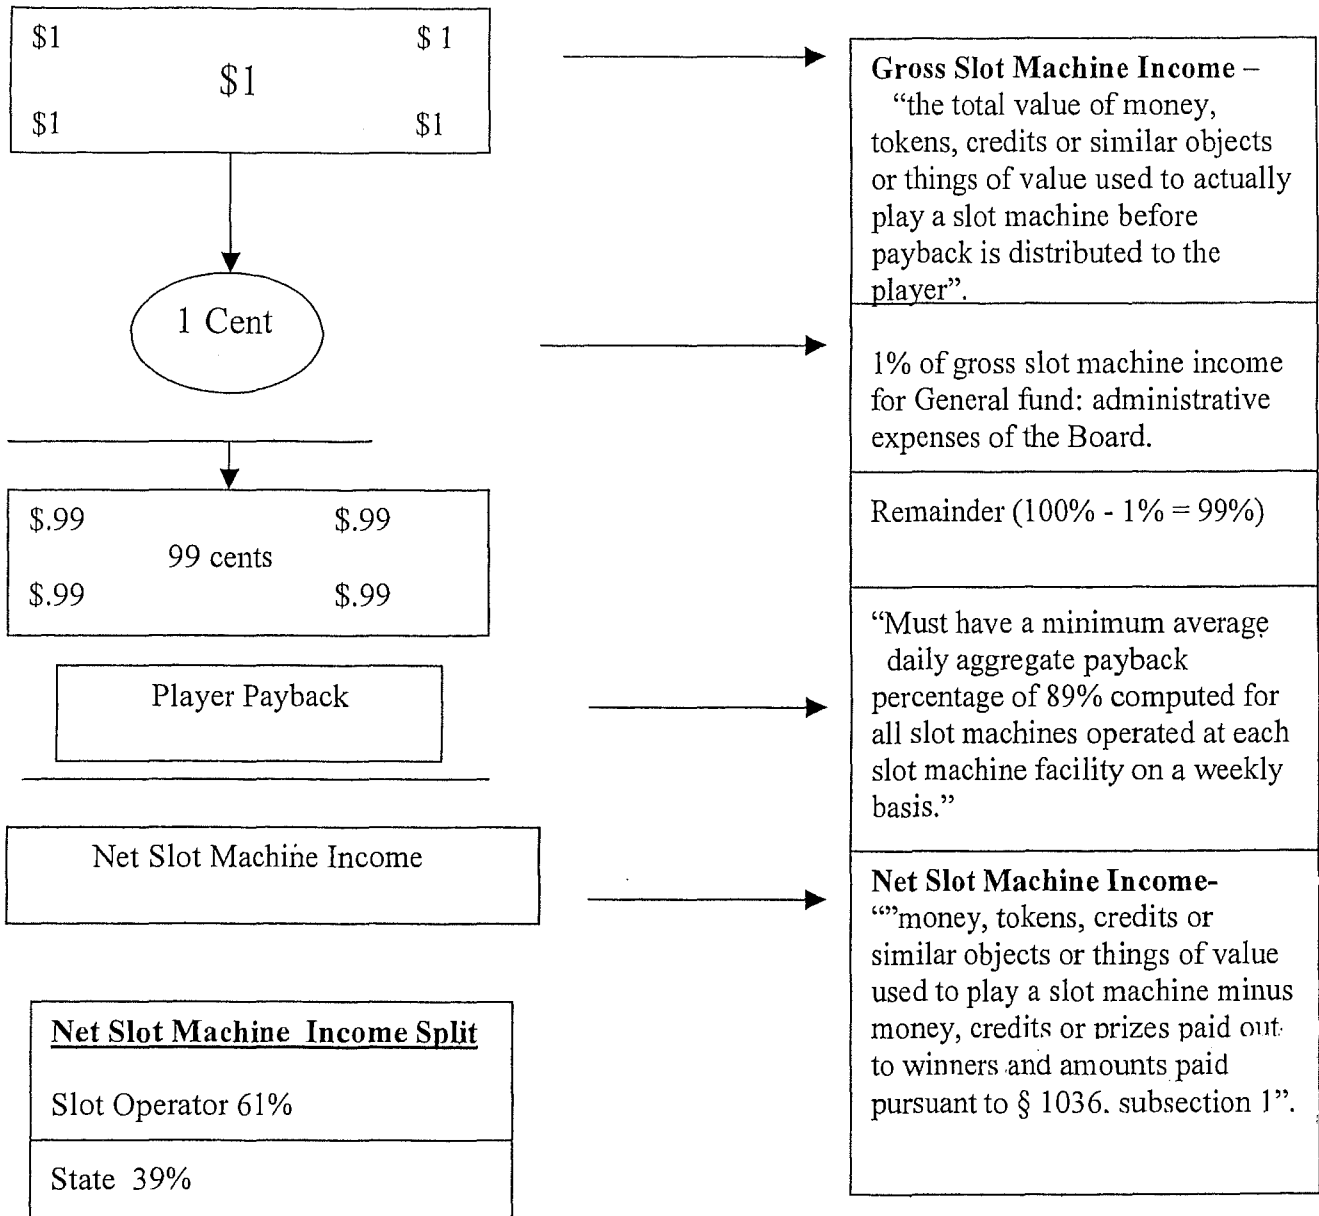 $1 $ 1
$1
$1 $1
1 Cent
$.99 $.99
99 cents
$.99 $.99
Player Payback
Net Slot Machine Income
Net Slot Machine Income Split
Slot Operator 61%
State 39%
Gross Slot Machine Income –
“the total value of money,
tokens, credits or similar objects
or things of value used to actually
play a slot machine before
payback is distributed to the
player”.
1% of gross slot machine income
for General fund: administrative
expenses of the Board.
Remainder (100% - 1% = 99%)
“Must have a minimum average
daily aggregate payback
percentage of 89% computed for
all slot machines operated at each
slot machine facility on a weekly
basis.”
Net Slot Machine Income-
“”money, tokens, credits or
similar objects or things of value
used to play a slot machine minus
money, credits or prizes paid out
to winners and amounts paid
pursuant to § 1036. subsection 1”.